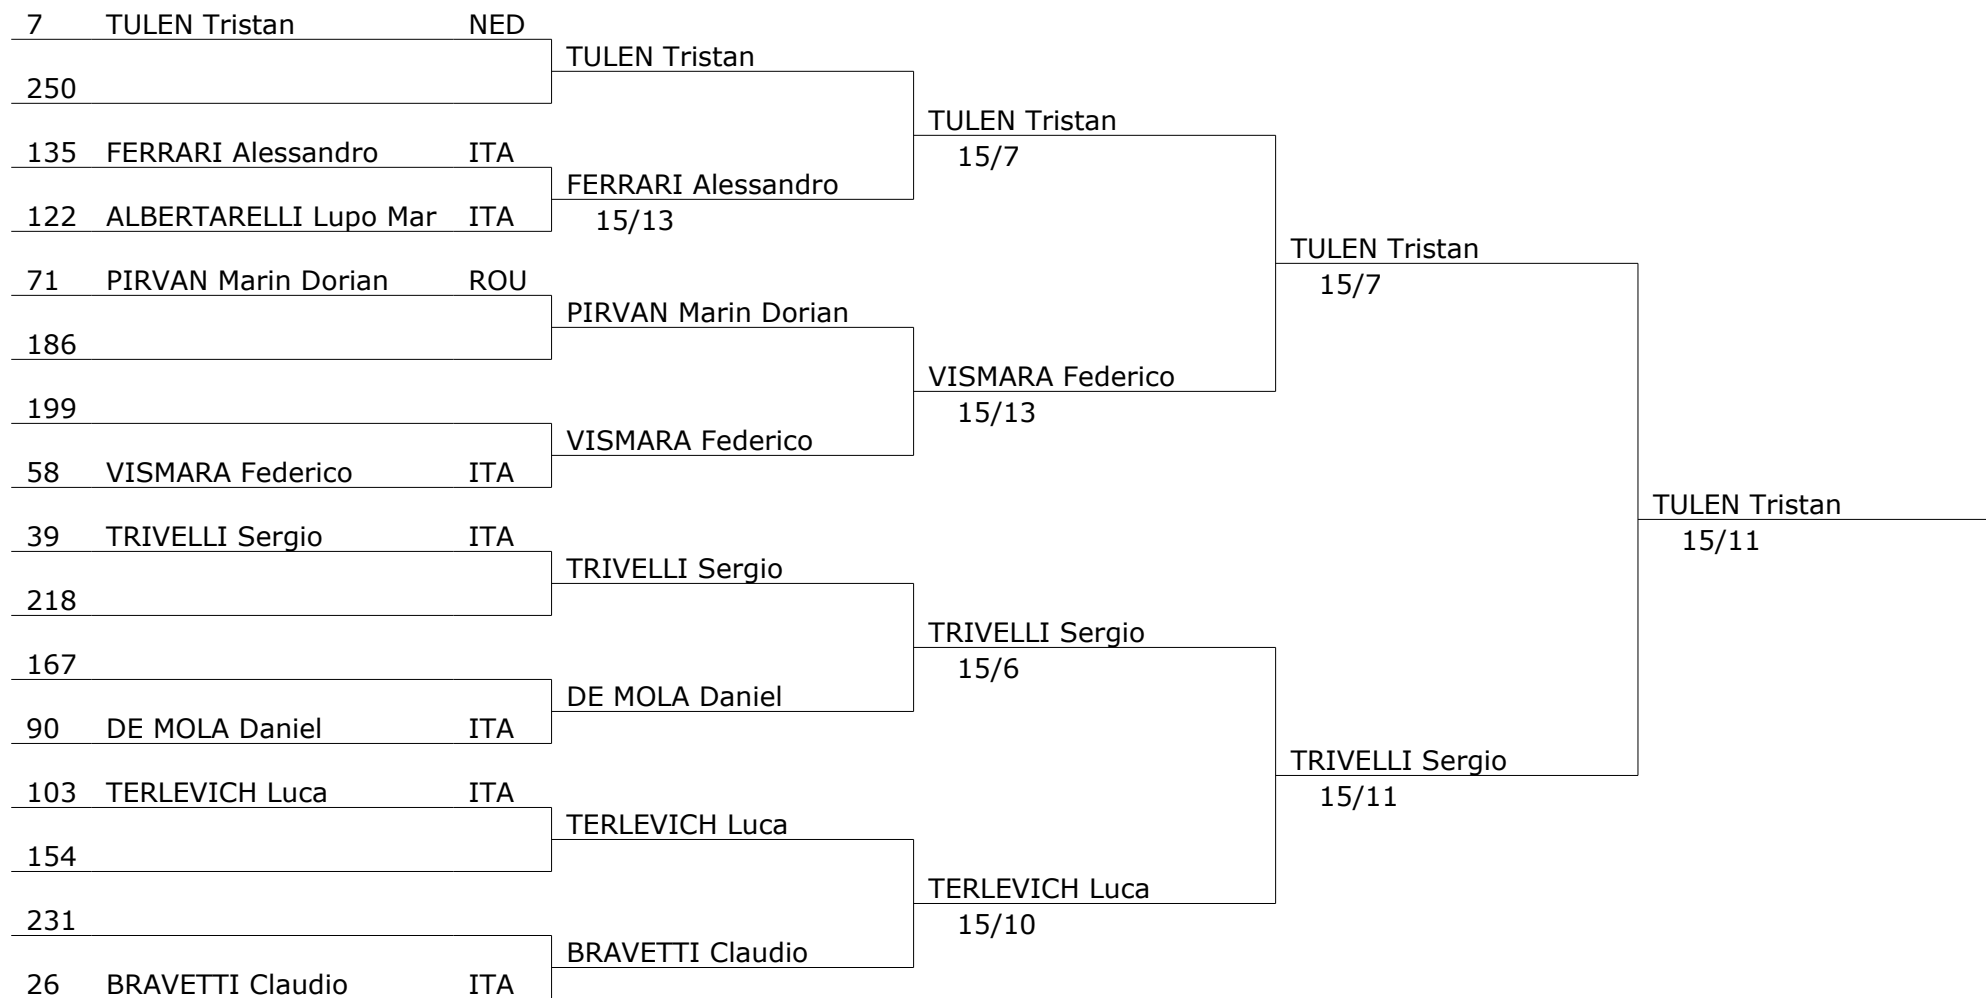 7 TULEN Tristan NED
TULEN Tristan
250
TULEN Tristan
135 FERRARI Alessandro ITA
15/7
FERRARI Alessandro
122 ALBERTARELLI Lupo Mar ITA
15/13
TULEN Tristan
71 PIRVAN Marin Dorian ROU
15/7
PIRVAN Marin Dorian
186
VISMARA Federico
199
15/13
VISMARA Federico
58 VISMARA Federico ITA
TULEN Tristan
39 TRIVELLI Sergio ITA
15/11
TRIVELLI Sergio
218
TRIVELLI Sergio
167
15/6
DE MOLA Daniel
90 DE MOLA Daniel ITA
TRIVELLI Sergio
103 TERLEVICH Luca ITA
15/11
TERLEVICH Luca
154
TERLEVICH Luca
231
15/10
BRAVETTI Claudio
26 BRAVETTI Claudio ITA